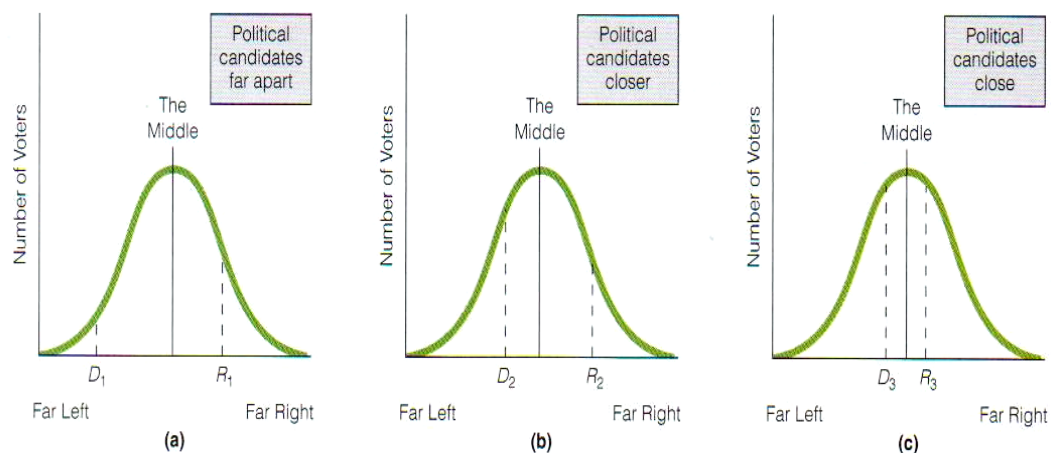 Political
candidates
far apart
The
Middle
Number of Voters
D₁
R₁
Far Left
Far Right
(a)
Political
candidates
closer
The
Middle
Number of Voters
D₂
R₂
Far Left
Far Right
(b)
Political
candidates
close
The
Middle
Number of Voters
D₃
R₃
Far Left
Far Right
(c)